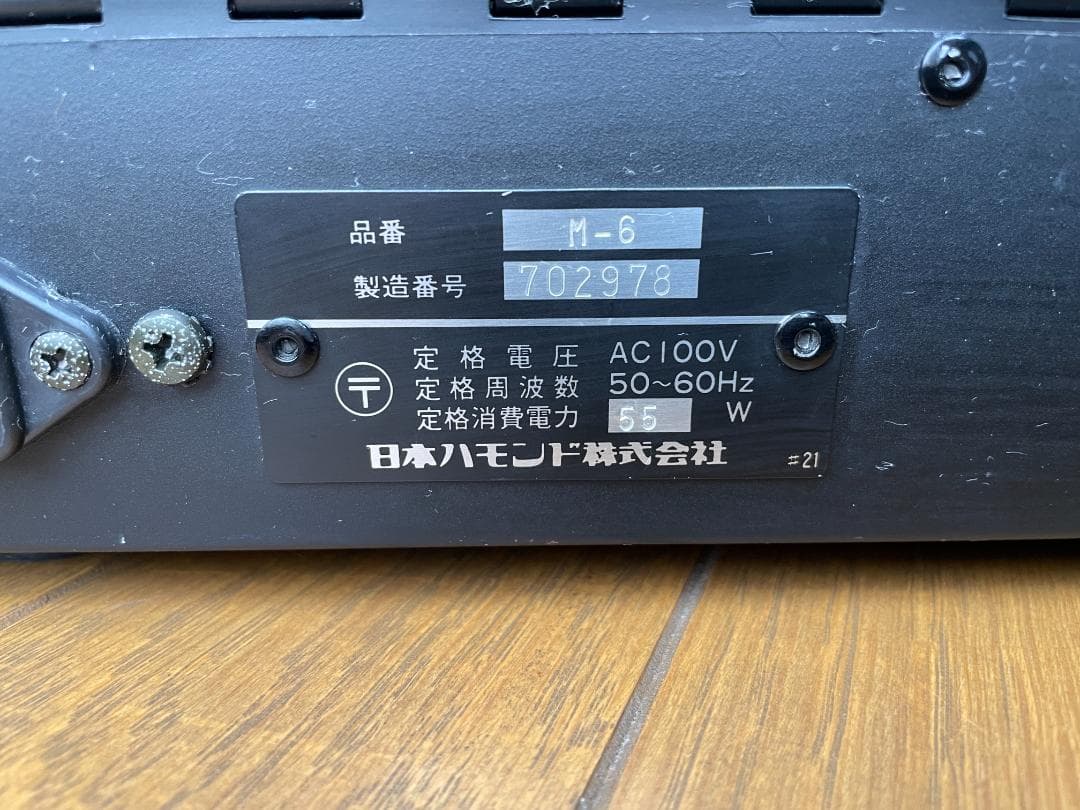 品番 M-6
製造番号 702978
定格電圧 AC100V
〒 定格周波数 50~60Hz
定格消費電力 55 W
日本ハモンド株式会社 #21